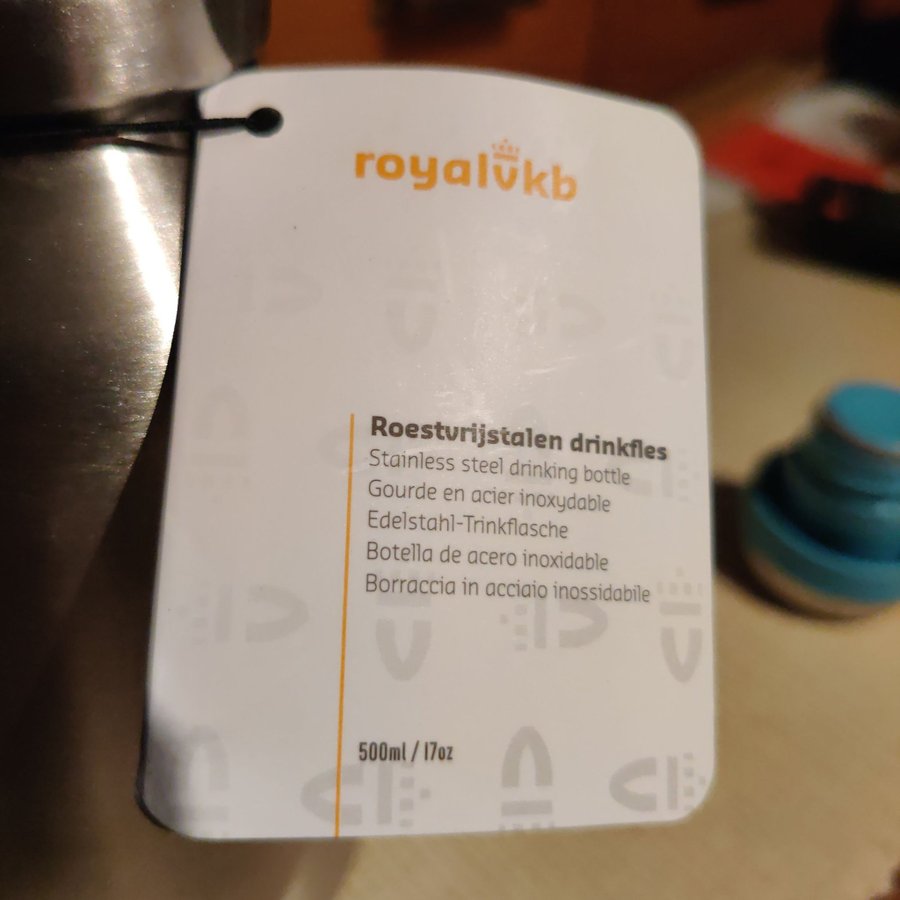 royalvkb
Roestvrijstalen drinkfles
Stainless steel drinking bottle
Gourde en acier inoxydable
Edelstahl-Trinkflasche
Botella de acero inoxidable
Borraccia in acciaio inossidabile
500ml / 17oz